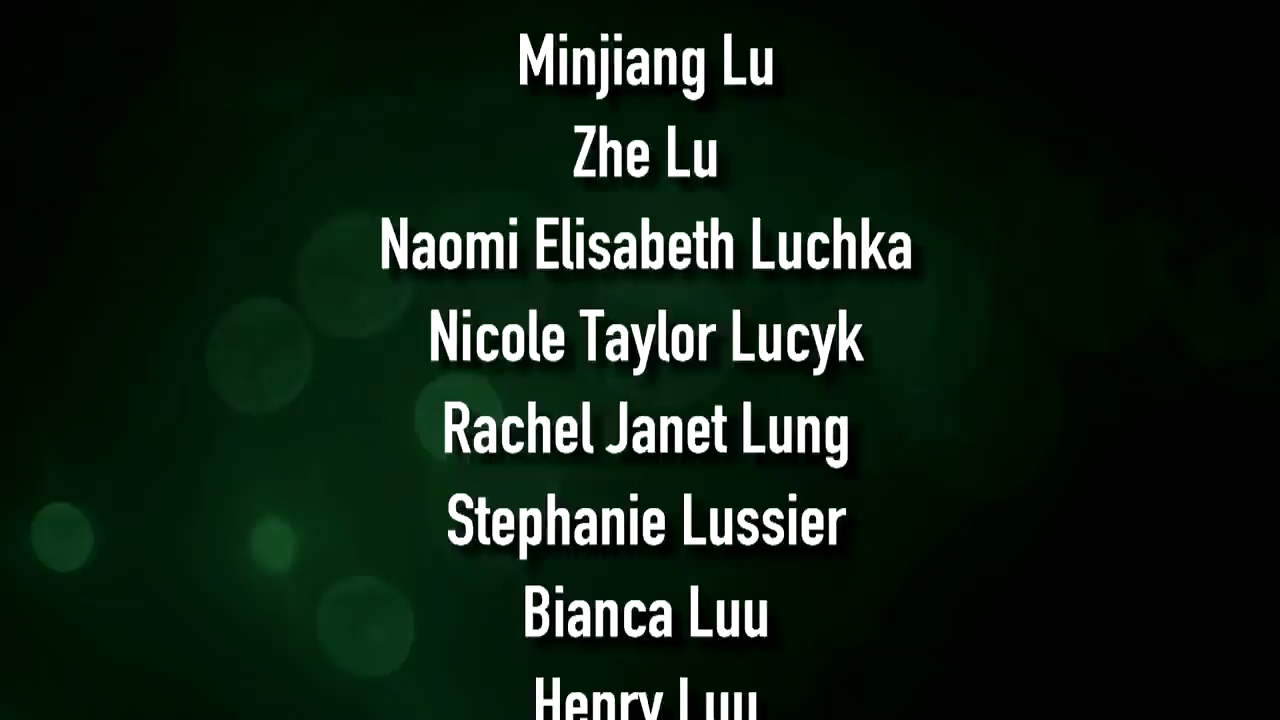 Minjiang Lu
Zhe Lu
Naomi Elisabeth Luchka
Nicole Taylor Lucyk
Rachel Janet Lung
Stephanie Lussier
Bianca Luu
Henry Luu